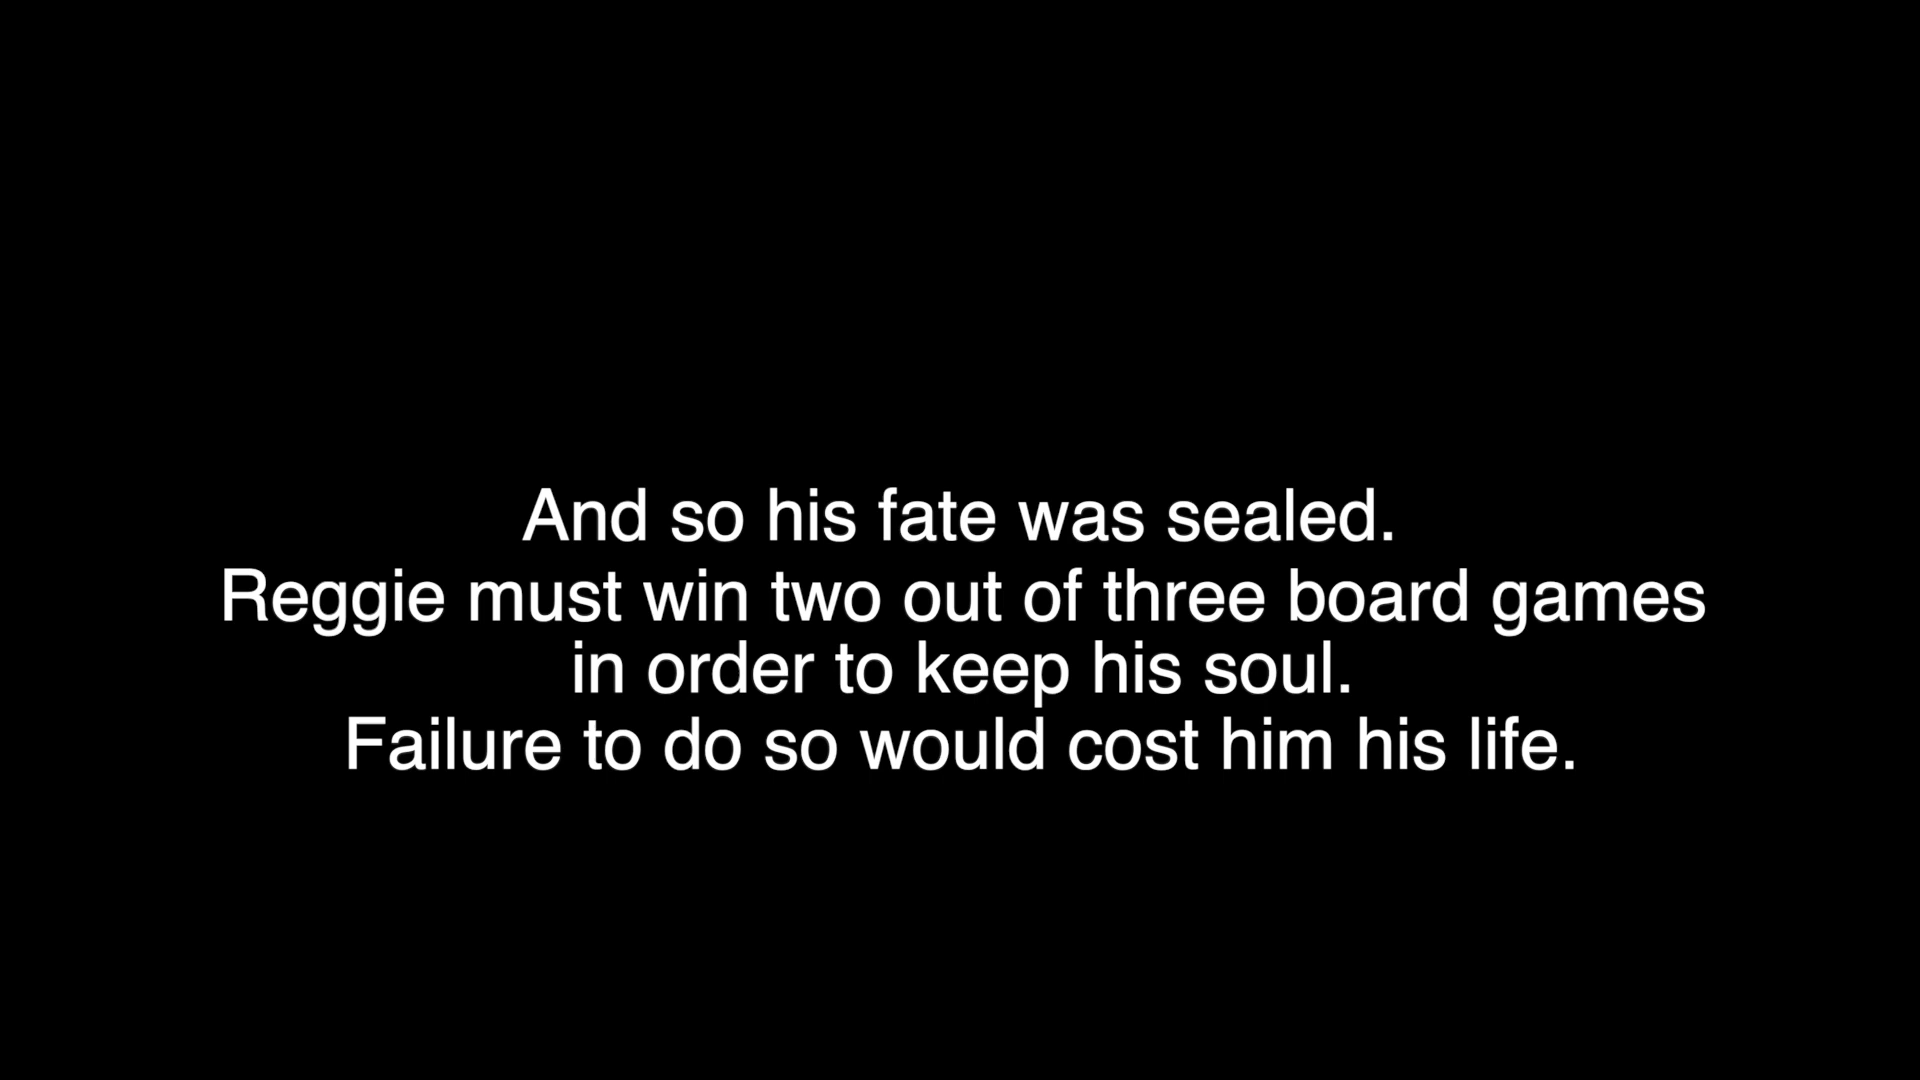 And so his fate was sealed.
Reggie must win two out of three board games
in order to keep his soul.
Failure to do so would cost him his life.